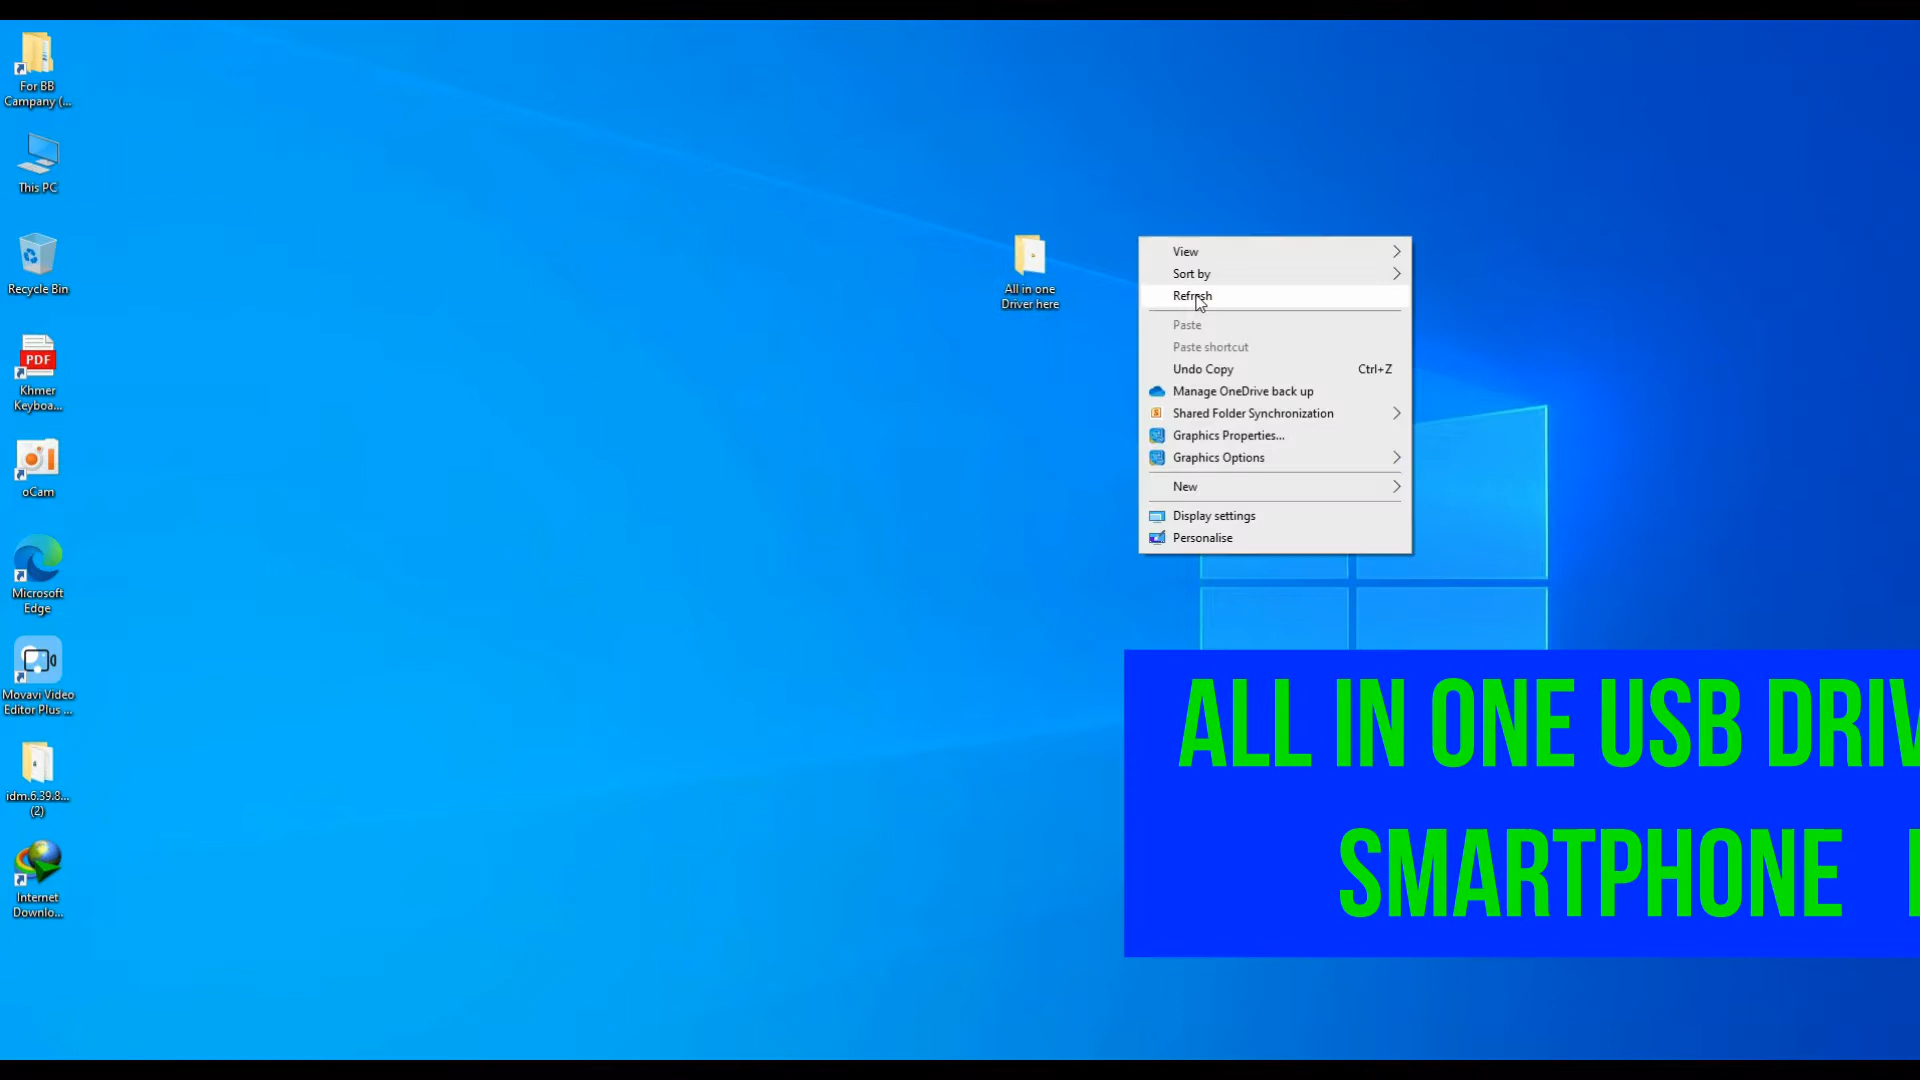 For BB
Campany (...
This PC
Recycle Bin
PDF
Khmer
Keyboa...
oCam
Microsoft
Edge
Movavi Video
Editor Plus ...
idm.6.39.8...
(2)
Internet
Downlo...
All in one
Driver here
View
Sort by
Refresh
Paste
Paste shortcut
Undo Copy Ctrl+Z
Manage OneDrive back up
Shared Folder Synchronization
Graphics Properties...
Graphics Options
New
Display settings
Personalise
ALL IN ONE USB DRIV
SMARTPHONE